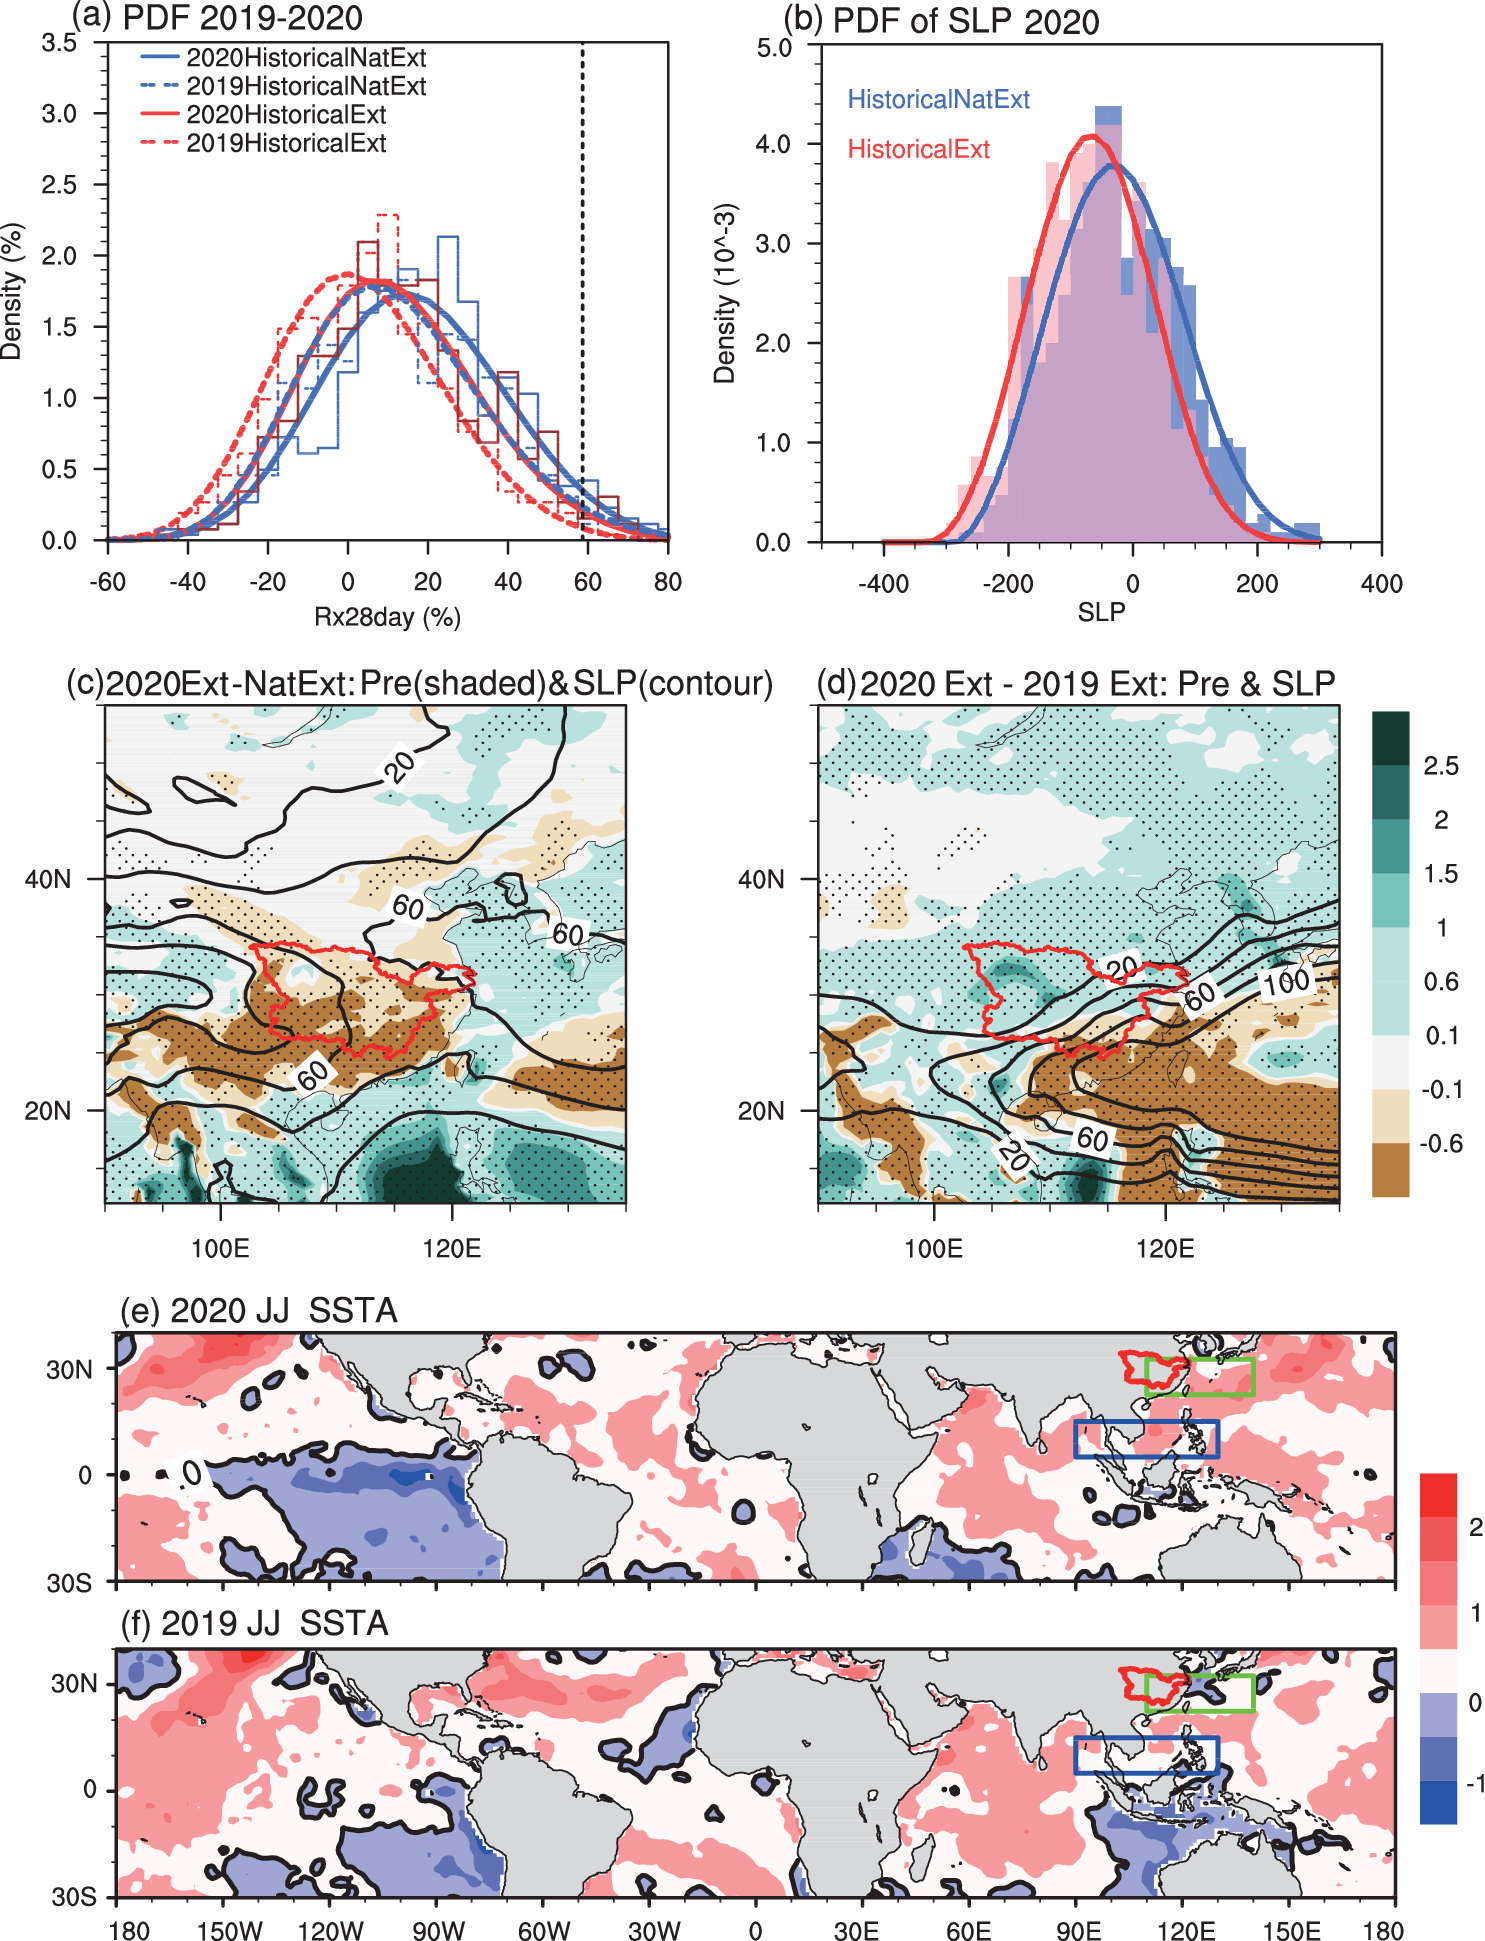 (a) PDF 2019-2020
3.5
3.0
2.5
2.0
1.5
1.0
0.5
0.0
Density (%)
2020HistoricalNatExt
2019HistoricalNatExt
2020HistoricalExt
2019HistoricalExt
-60 -40 -20 0 20 40 60 80
Rx28day (%)
(b) PDF of SLP 2020
5.0
4.0
3.0
2.0
1.0
0.0
Density (10^-3)
HistoricalNatExt
HistoricalExt
-400 -200 0 200 400
SLP
(c) 2020Ext-NatExt: Pre(shaded)&SLP(contour)
40N
20N
20
60
60
60
100E 120E
(d) 2020 Ext - 2019 Ext: Pre & SLP
40N
20N
20
60
100
60
20
100E 120E
2.5
2
1.5
1
0.6
0.1
-0.1
-0.6
(e) 2020 JJ SSTA
30N
0
30S
0
(f) 2019 JJ SSTA
30N
0
30S
180 150W 120W 90W 60W 30W 0 30E 60E 90E 120E 150E 180
2
1
0
-1